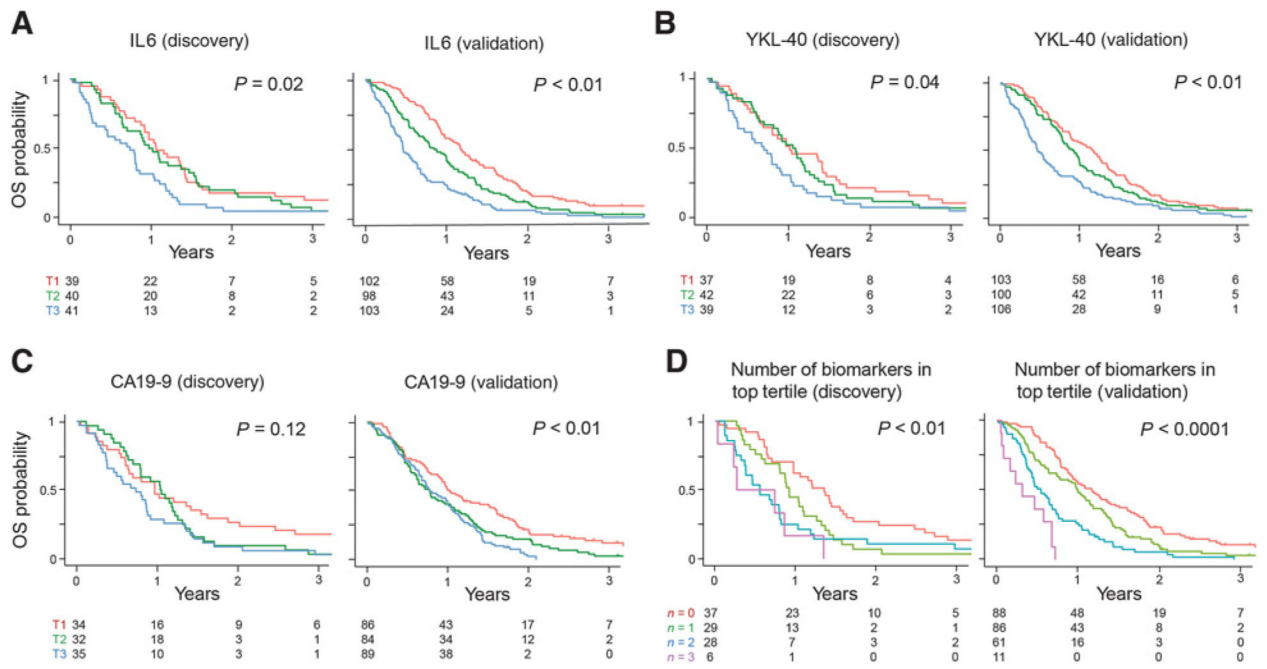 A
IL6 (discovery)
IL6 (validation)
OS probability
1
0.5
0
P = 0.02
P < 0.01
0 1 2 3
0 1 2 3
Years
Years
T1 39 22 7 5
T2 40 20 8 2
T3 41 13 2 2
102 58 19 7
98 43 11 3
103 24 5 1
B
YKL-40 (discovery)
YKL-40 (validation)
1
0.5
0
P = 0.04
P < 0.01
0 1 2 3
0 1 2 3
Years
Years
T1 37 19 8 4
T2 42 22 6 3
T3 39 12 3 2
103 58 16 6
100 42 11 5
106 28 9 1
C
CA19-9 (discovery)
CA19-9 (validation)
OS probability
1
0.5
0
P = 0.12
P < 0.01
0 1 2 3
0 1 2 3
Years
Years
T1 34 16 9 6
T2 32 18 3 1
T3 35 10 3 1
86 43 17 7
84 34 12 2
89 38 2 0
D
Number of biomarkers in
top tertile (discovery)
Number of biomarkers in
top tertile (validation)
1
0.5
0
P < 0.01
P < 0.0001
0 1 2 3
0 1 2 3
Years
Years
n = 0 37 23 10 5
n = 1 29 13 2 1
n = 2 28 7 3 2
n = 3 6 1 0 0
88 48 19 7
86 43 8 2
61 16 3 0
11 0 0 0